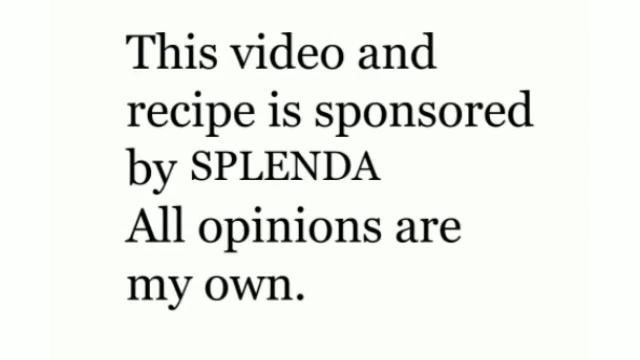 This video and
recipe is sponsored
by SPLENDA
All opinions are
my own.